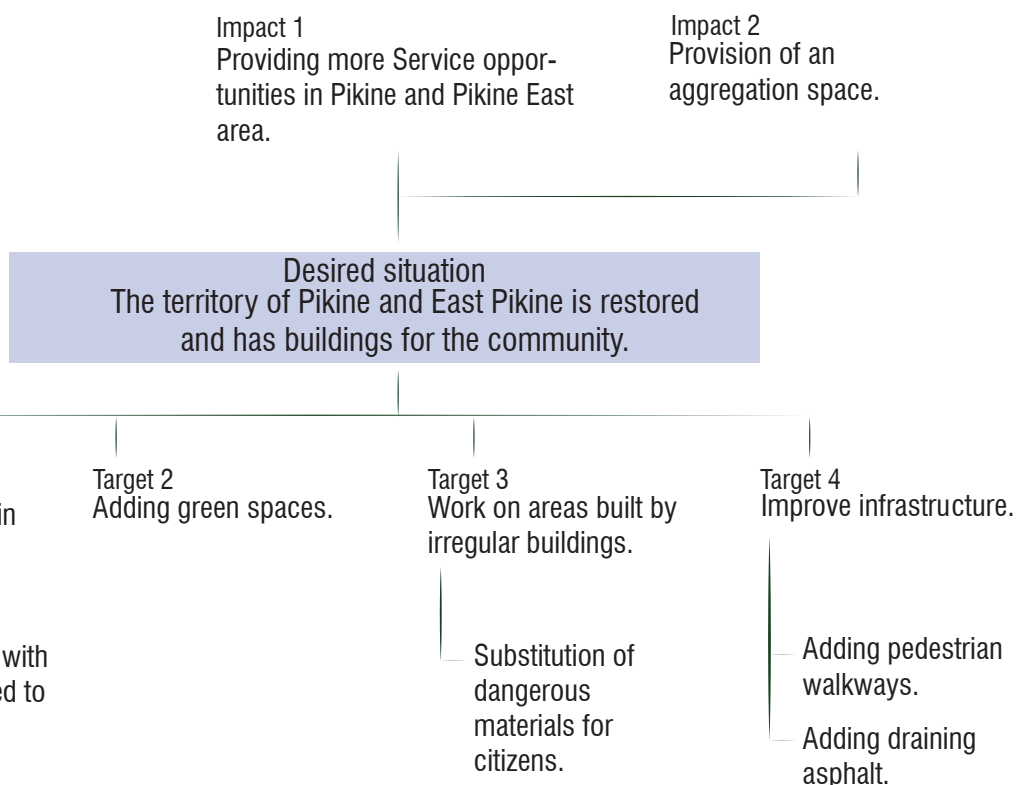 Impact 1
Providing more Service oppor-
tunities in Pikine and Pikine East
area.
Impact 2
Provision of an
aggregation space.
Desired situation
The territory of Pikine and East Pikine is restored
and has buildings for the community.
in
with
ed to
Target 2
Adding green spaces.
Target 3
Work on areas built by
irregular buildings.
Substitution of
dangerous
materials for
citizens.
Target 4
Improve infrastructure.
Adding pedestrian
walkways.
Adding draining
asphalt.